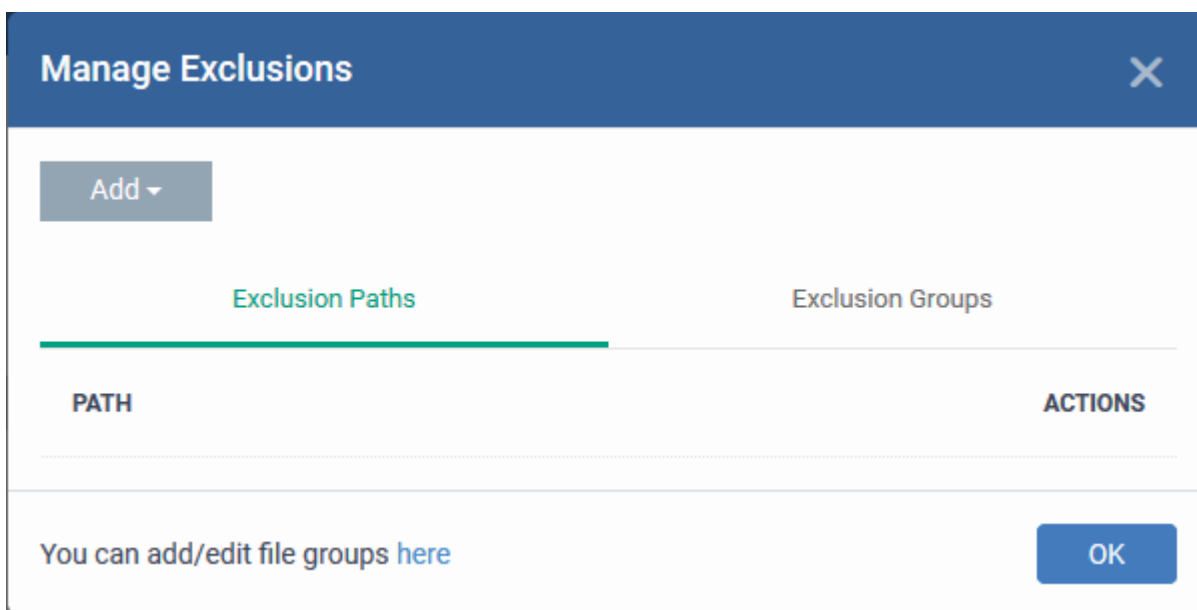 Manage Exclusions
Add
Exclusion Paths Exclusion Groups
PATH ACTIONS
You can add/edit file groups here
OK